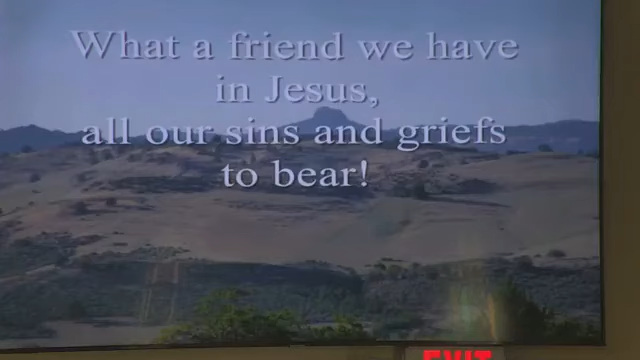 What a friend we have
in Jesus,
all our sins and griefs
to bear!
EXIT